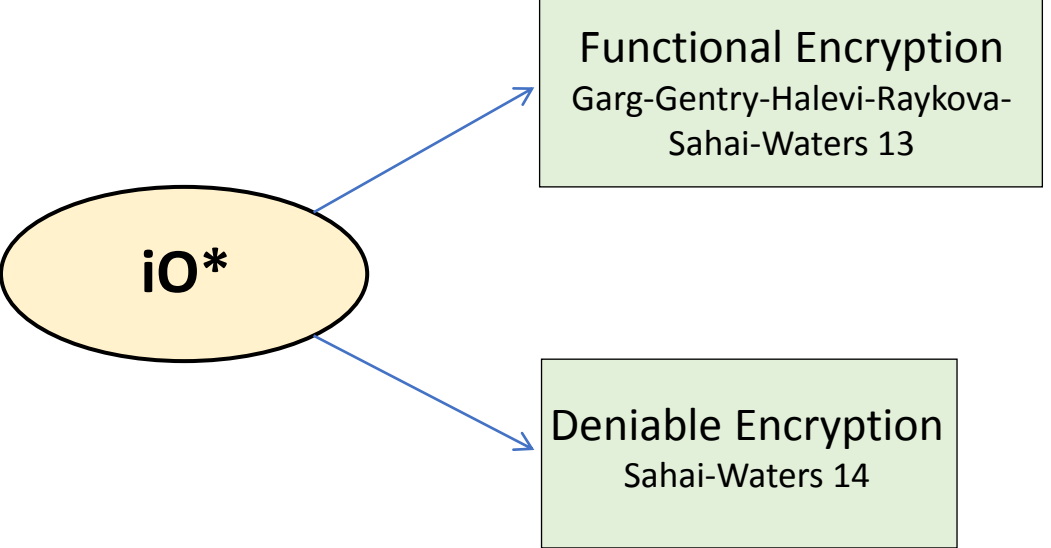 Functional Encryption
Garg-Gentry-Halevi-Raykova-
Sahai-Waters 13
iO*
Deniable Encryption
Sahai-Waters 14